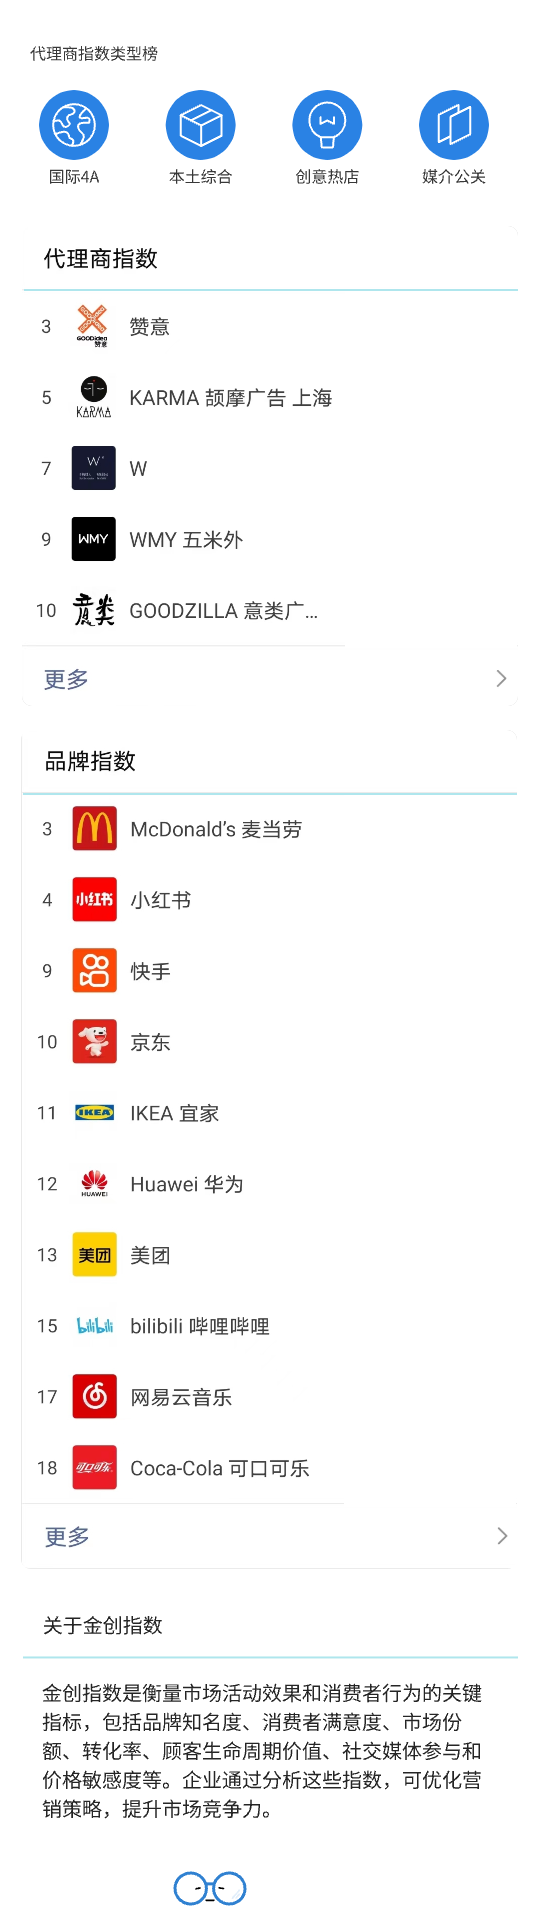 代理商指数类型榜
国际4A 本土综合 创意热店 媒介公关
代理商指数
3 GOODidea 赞意 赞意
5 KARMA KARMA 颉摩广告 上海
7 W W
9 WMY WMY 五米外
10 意类 GOODZILLA 意类广...
更多
品牌指数
3 McDonald's 麦当劳
4 小红书 小红书
9 快手
10 京东
11 IKEA IKEA 宜家
12 HUAWEI Huawei 华为
13 美团 美团
15 bilibili bilibili 哔哩哔哩
17 网易云音乐
18 可口可乐 Coca-Cola 可口可乐
更多
关于金创指数
金创指数是衡量市场活动效果和消费者行为的关键
指标，包括品牌知名度、消费者满意度、市场份
额、转化率、顾客生命周期价值、社交媒体参与和
价格敏感度等。企业通过分析这些指数，可优化营
销策略，提升市场竞争力。